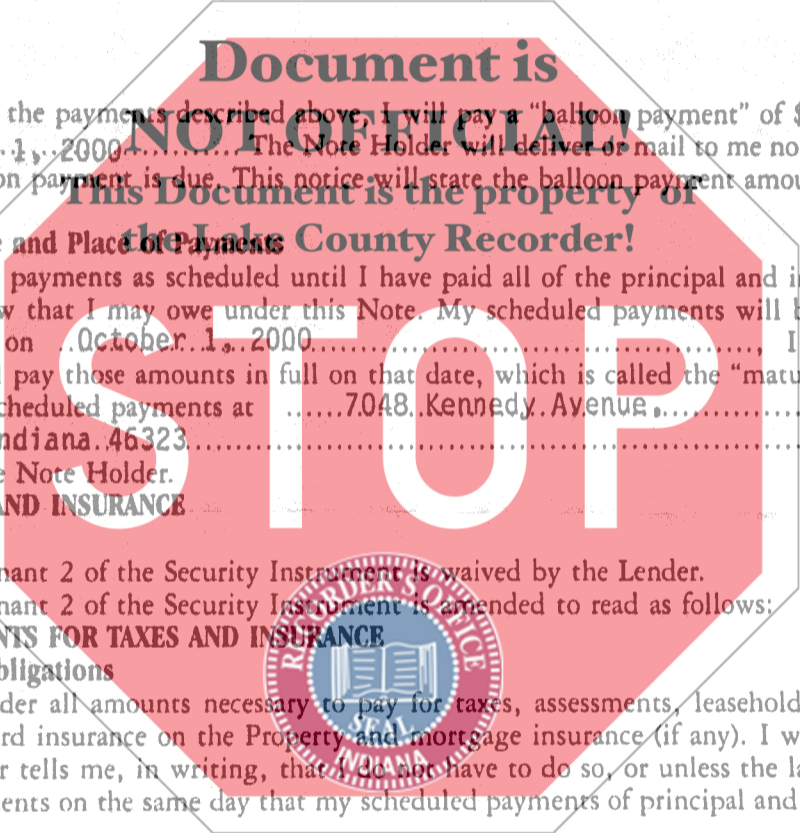 Document is
the payments described above, I will pay a “balloon payment” of $
NOT OFFICIAL!
1, 2000............ The Note Holder will deliver or mail to me no
on payment is due. This notice will state the balloon payment amou
This Document is the property of
the Lake County Recorder!
and Place of Payments
payments as scheduled until I have paid all of the principal and i
w that I may owe under this Note. My scheduled payments will b
on ..October..1,..2000......................................................, I
pay those amounts in full on that date, which is called the “matu
cheduled payments at ......7048..Kennedy.Avenue,..............
ndiana.46323..............................................................
e Note Holder.
AND INSURANCE
STOP
nant 2 of the Security Instrument is waived by the Lender.
nant 2 of the Security Instrument is amended to read as follows:
NTS FOR TAXES AND INSURANCE
bligations
RECORDER'S OFFICE
SEAL
INDIANA
der all amounts necessary to pay for taxes, assessments, leasehold
rd insurance on the Property and mortgage insurance (if any). I w
r tells me, in writing, that I do not have to do so, or unless the la
ents on the same day that my scheduled payments of principal and